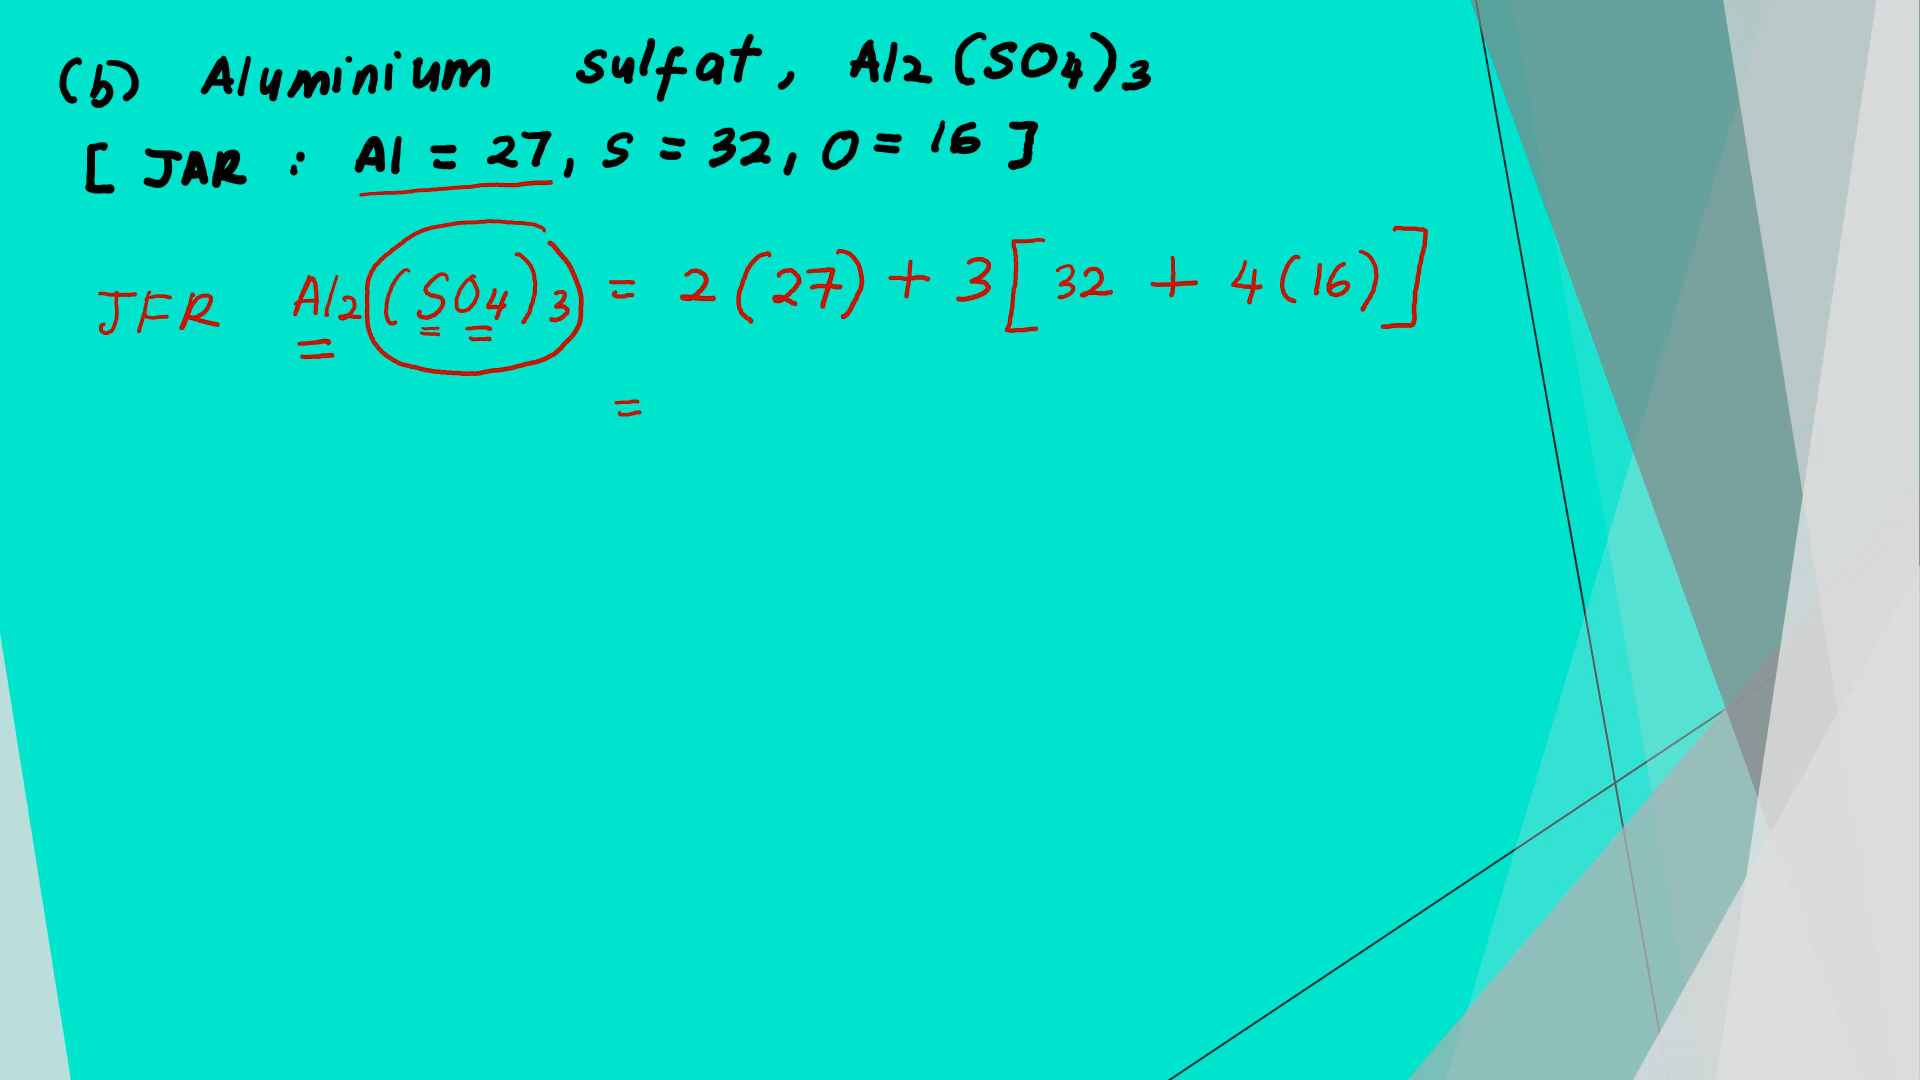 (b) Aluminium sulfat, Al2 (SO4)3
[ JAR : Al = 27, S = 32, O = 16 ]
JFR Al2(SO4)3 = 2 (27) + 3 [32 + 4(16)]
=